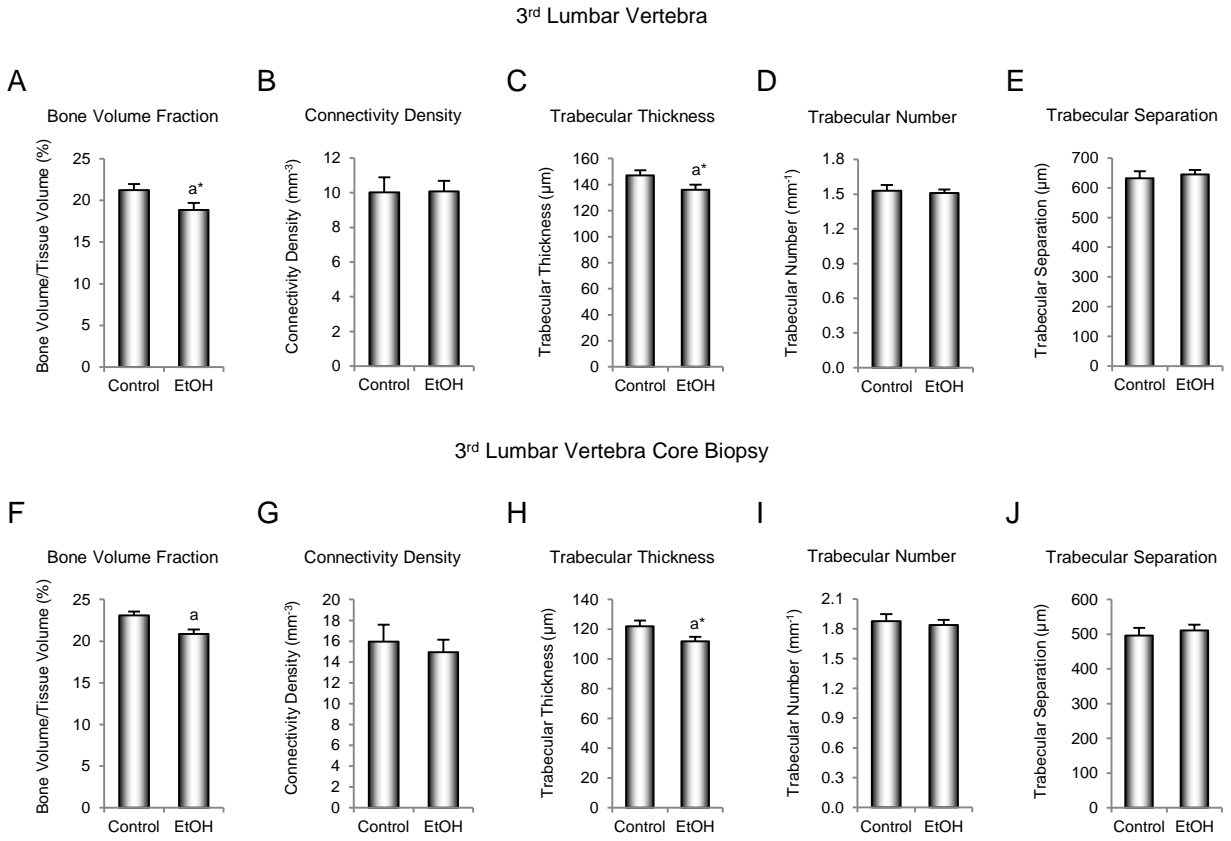 3rd Lumbar Vertebra
A
Bone Volume Fraction
Bone Volume/Tissue Volume (%)
25
20
15
10
5
0
a*
Control EtOH
B
Connectivity Density
Connectivity Density (mm-3)
12
10
8
6
4
2
0
Control EtOH
C
Trabecular Thickness
Trabecular Thickness (µm)
160
140
120
100
80
60
40
20
0
a*
Control EtOH
D
Trabecular Number
Trabecular Number (mm-1)
1.8
1.5
1.2
0.9
0.6
0.3
0.0
Control EtOH
E
Trabecular Separation
Trabecular Separation (µm)
700
600
500
400
300
200
100
0
Control EtOH
3rd Lumbar Vertebra Core Biopsy
F
Bone Volume Fraction
Bone Volume/Tissue Volume (%)
25
20
15
10
5
0
a
Control EtOH
G
Connectivity Density
Connectivity Density (mm-3)
20
18
16
14
12
10
8
6
4
2
0
Control EtOH
H
Trabecular Thickness
Trabecular Thickness (µm)
140
120
100
80
60
40
20
0
a*
Control EtOH
I
Trabecular Number
Trabecular Number (mm-1)
2.1
1.8
1.5
1.2
0.9
0.6
0.3
0.0
Control EtOH
J
Trabecular Separation
Trabecular Separation (µm)
600
500
400
300
200
100
0
Control EtOH